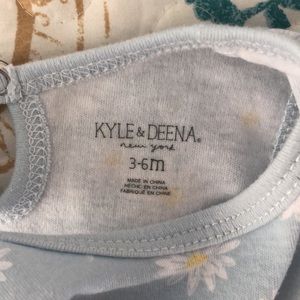 KYLE & DEENA®
new york
3-6m
MADE IN CHINA
HECHO EN CHINA
FABRIQUÉ EN CHINE